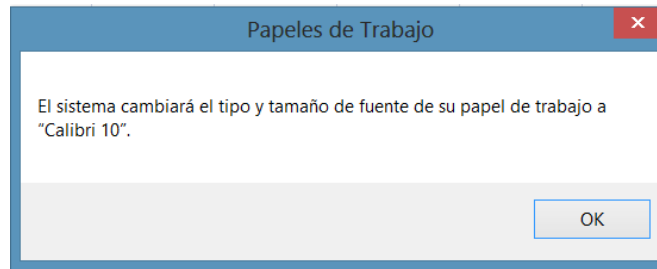 Papeles de Trabajo
El sistema cambiará el tipo y tamaño de fuente de su papel de trabajo a
“Calibri 10”.
OK